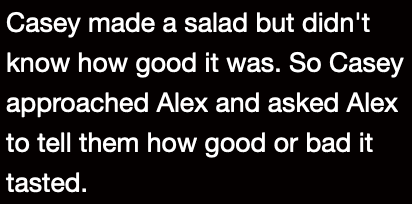 Casey made a salad but didn't
know how good it was. So Casey
approached Alex and asked Alex
to tell them how good or bad it
tasted.